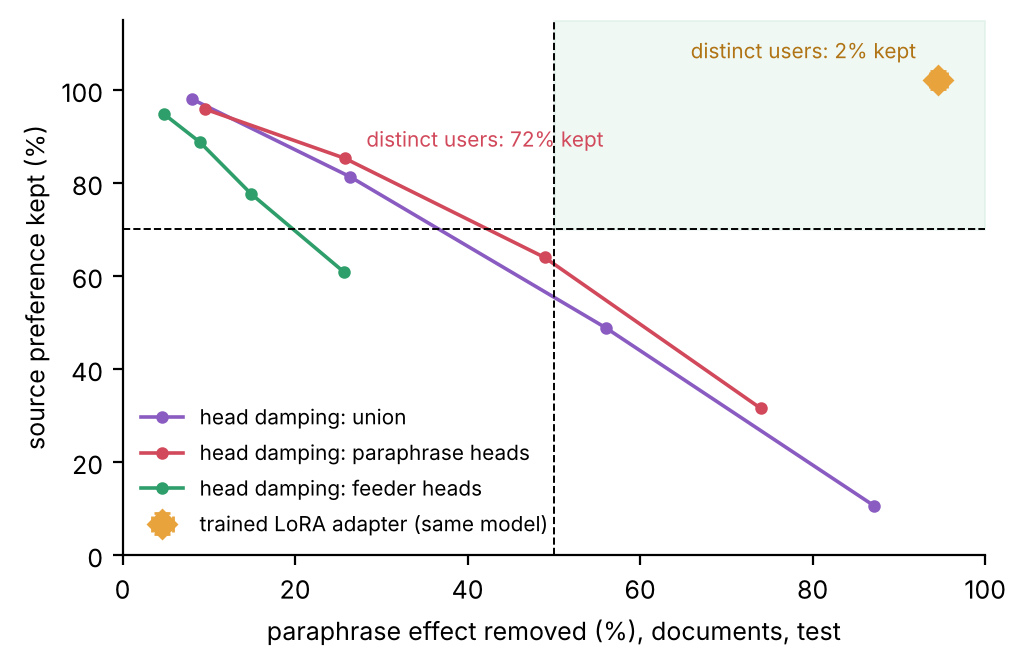 distinct users: 2% kept
distinct users: 72% kept
source preference kept (%)
100
80
60
40
20
0
head damping: union
head damping: paraphrase heads
head damping: feeder heads
trained LoRA adapter (same model)
0 20 40 60 80 100
paraphrase effect removed (%), documents, test